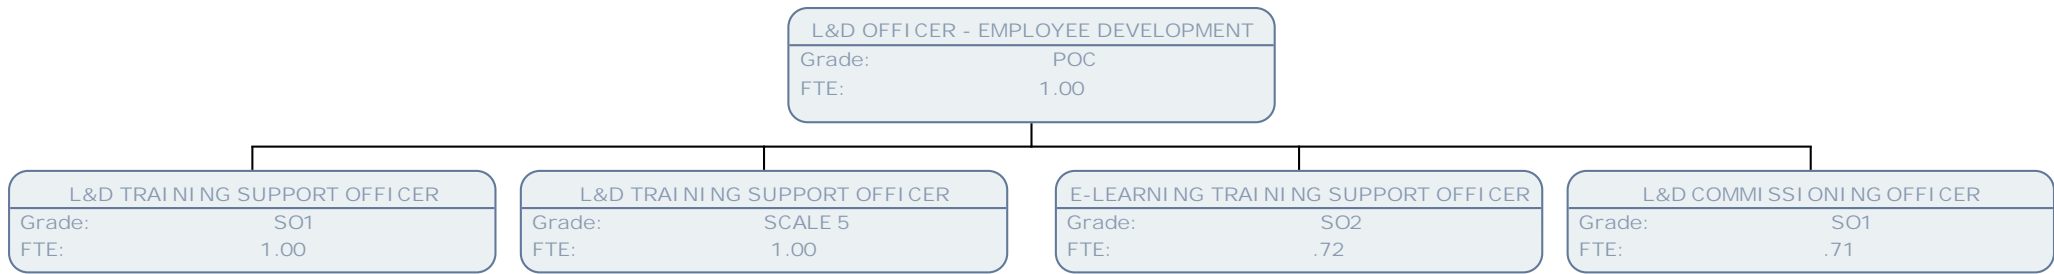 L&D OFFICER - EMPLOYEE DEVELOPMENT
Grade: POC
FTE: 1.00
L&D TRAINING SUPPORT OFFICER
Grade: SO1
FTE: 1.00
L&D TRAINING SUPPORT OFFICER
Grade: SCALE 5
FTE: 1.00
E-LEARNING TRAINING SUPPORT OFFICER
Grade: SO2
FTE: .72
L&D COMMISSIONING OFFICER
Grade: SO1
FTE: .71